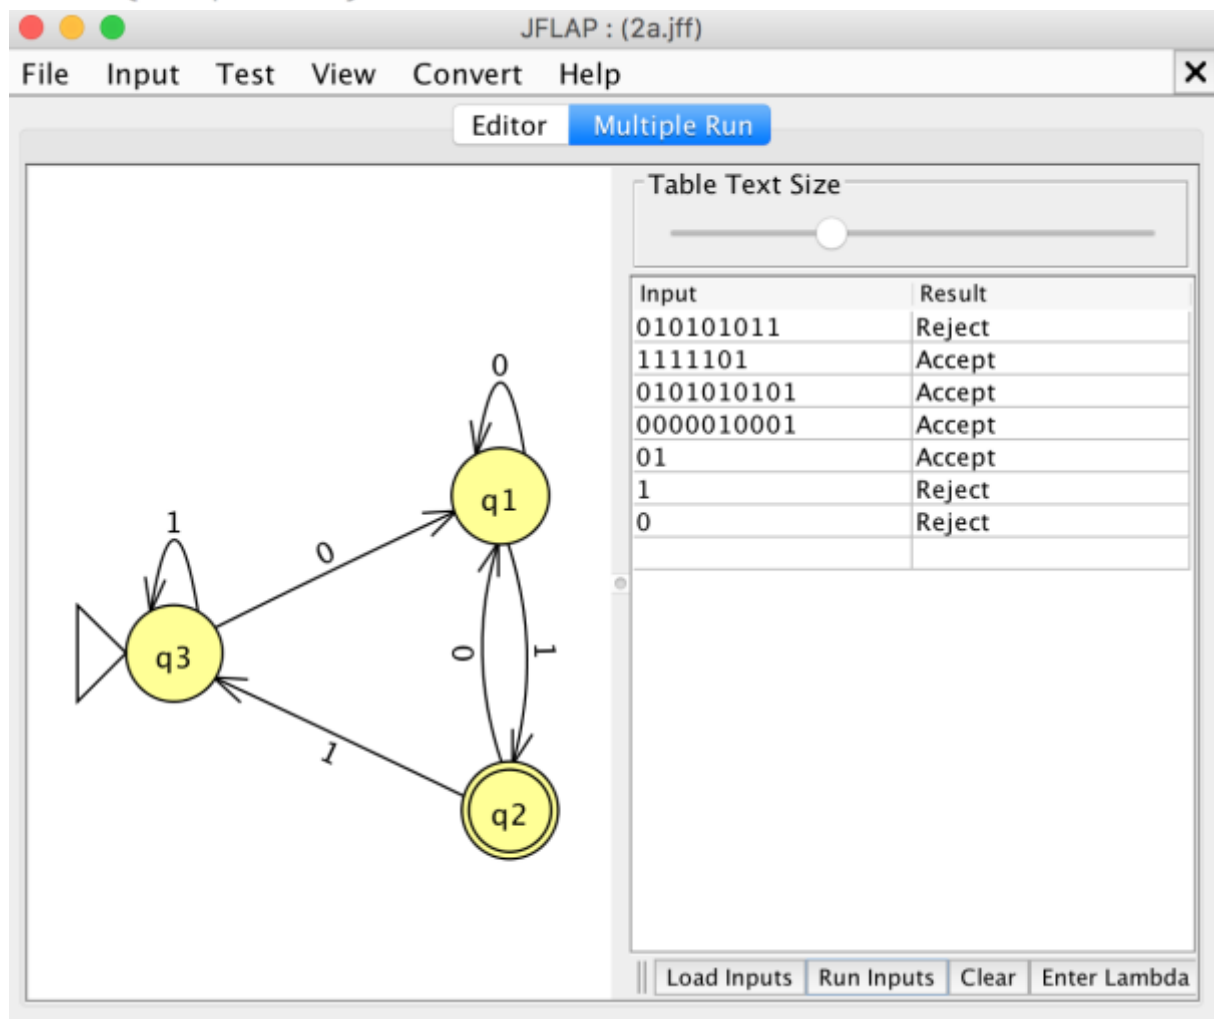 JFLAP : (2a.jff)
File Input Test View Convert Help
Editor Multiple Run
Table Text Size
Input Result
010101011 Reject
1111101 Accept
0101010101 Accept
0000010001 Accept
01 Accept
1 Reject
0 Reject
0
q1
1
0
q3
0 1
1
q2
Load Inputs Run Inputs Clear Enter Lambda